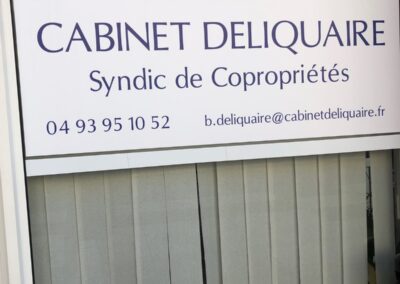 CABINET DELIQUAIRE
Syndic de Copropriétés
04 93 95 10 52 b.deliquaire@cabinetdeliquaire.fr